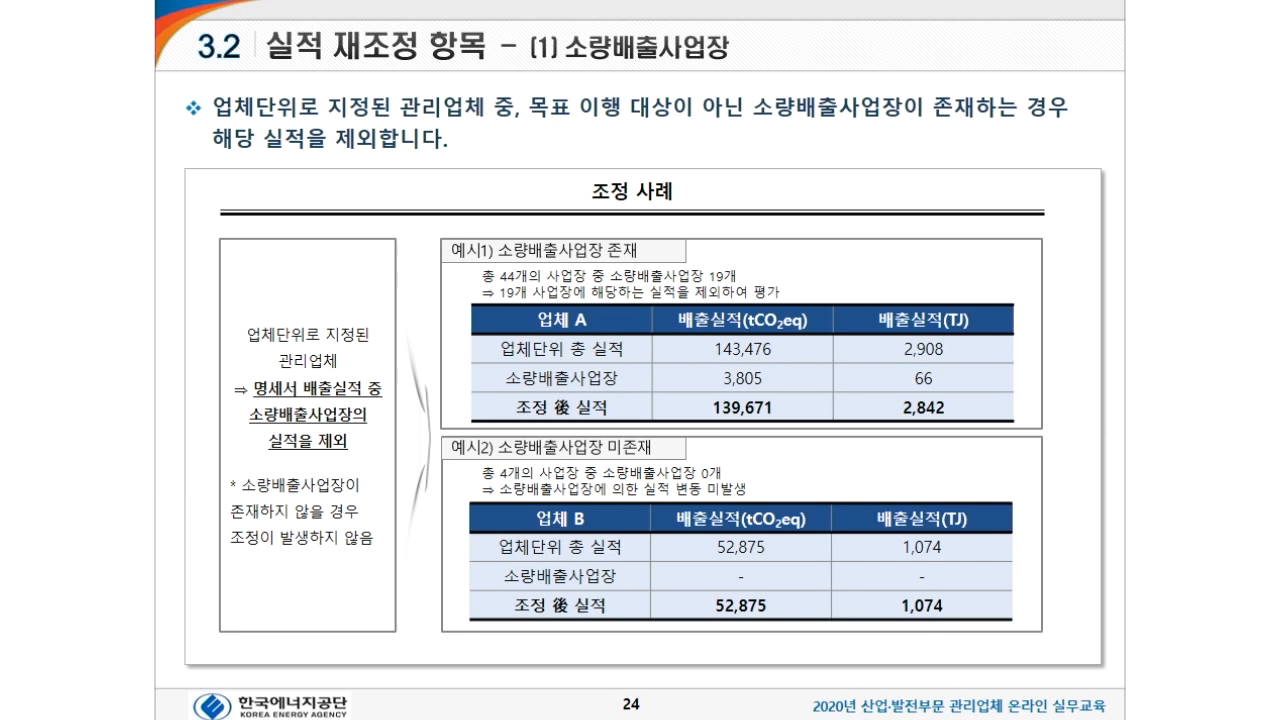 3.2 실적 재조정 항목 - (1) 소량배출사업장
❖ 업체단위로 지정된 관리업체 중, 목표 이행 대상이 아닌 소량배출사업장이 존재하는 경우
해당 실적을 제외합니다.
조정 사례
업체단위로 지정된
관리업체
⇒ 명세서 배출실적 중
소량배출사업장의
실적을 제외
* 소량배출사업장이
존재하지 않을 경우
조정이 발생하지 않음
예시1) 소량배출사업장 존재
총 44개의 사업장 중 소량배출사업장 19개
⇒ 19개 사업장에 해당하는 실적을 제외하여 평가
업체 A 배출실적(tCO₂eq) 배출실적(TJ)
업체단위 총 실적 143,476 2,908
소량배출사업장 3,805 66
조정 後 실적 139,671 2,842
예시2) 소량배출사업장 미존재
총 4개의 사업장 중 소량배출사업장 0개
⇒ 소량배출사업장에 의한 실적 변동 미발생
업체 B 배출실적(tCO₂eq) 배출실적(TJ)
업체단위 총 실적 52,875 1,074
소량배출사업장 - -
조정 後 실적 52,875 1,074
한국에너지공단
KOREA ENERGY AGENCY
24
2020년 산업·발전부문 관리업체 온라인 실무교육